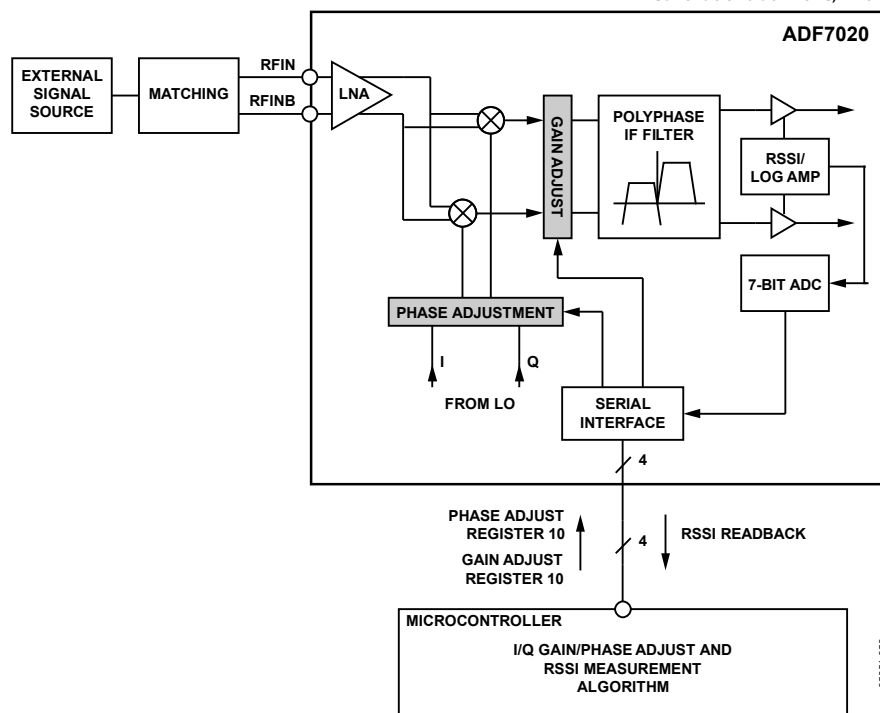 ADF7020
EXTERNAL
SIGNAL
SOURCE
MATCHING
RFIN
RFINB
LNA
GAIN ADJUST
POLYPHASE
IF FILTER
RSSI/
LOG AMP
7-BIT ADC
PHASE ADJUSTMENT
I
Q
FROM LO
SERIAL
INTERFACE
4
PHASE ADJUST
REGISTER 10
GAIN ADJUST
REGISTER 10
4
RSSI READBACK
MICROCONTROLLER
I/Q GAIN/PHASE ADJUST AND
RSSI MEASUREMENT
ALGORITHM